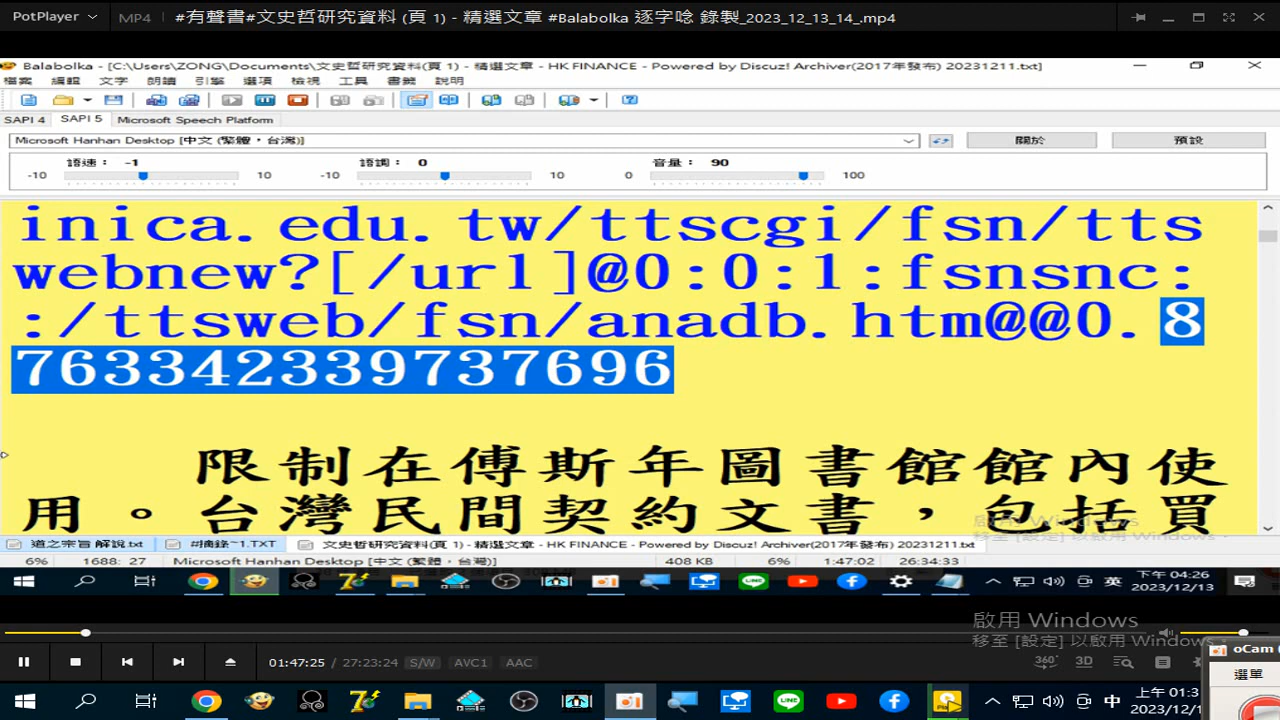 PotPlayer MP4 #有聲書#文史哲研究資料 (頁 1) - 精選文章 #Balabolka 逐字唸 錄製_2023_12_13_14_.mp4
Balabolka - [C:\Users\ZONG\Documents\文史哲研究資料(頁 1) - 精選文章 - HK FINANCE - Powered by Discuz! Archiver(2017年發布) 20231211.txt]
檔案 編輯 文字 朗讀 引擎 選項 檢視 工具 書籤 說明
SAPI 4 SAPI 5 Microsoft Speech Platform
Microsoft Hanhan Desktop [中文 (繁體，台灣)] 關於 預設
語速： -1 語調： 0 音量： 90
-10 10 -10 10 0 100
inica.edu.tw/ttscgi/fsn/tts
webnew?[/url]@0:0:1:fsnsnc:
:/ttsweb/fsn/anadb.htm@@0.8
763342339737696
限制在傅斯年圖書館館內使
用。台灣民間契約文書，包括買
道之宗旨 解說.txt #摘錄~1.TXT 文史哲研究資料(頁 1) - 精選文章 - HK FINANCE - Powered by Discuz! Archiver(2017年發布) 20231211.txt
6% 1688: 27 Microsoft Hanhan Desktop [中文 (繁體，台灣)] 408 KB 6% 1:47:02 26:34:33
英 下午 04:26
2023/12/13
啟用 Windows
移至 [設定] 以啟用 Windows。
01:47:25 / 27:23:24 S/W AVC1 AAC 360° 3D
oCam
選單
中 上午 01:3
2023/12/1